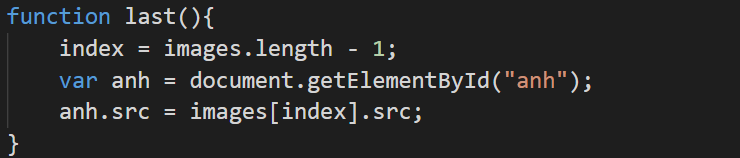 function last(){
    index = images.length - 1;
    var anh = document.getElementById("anh");
    anh.src = images[index].src;
}